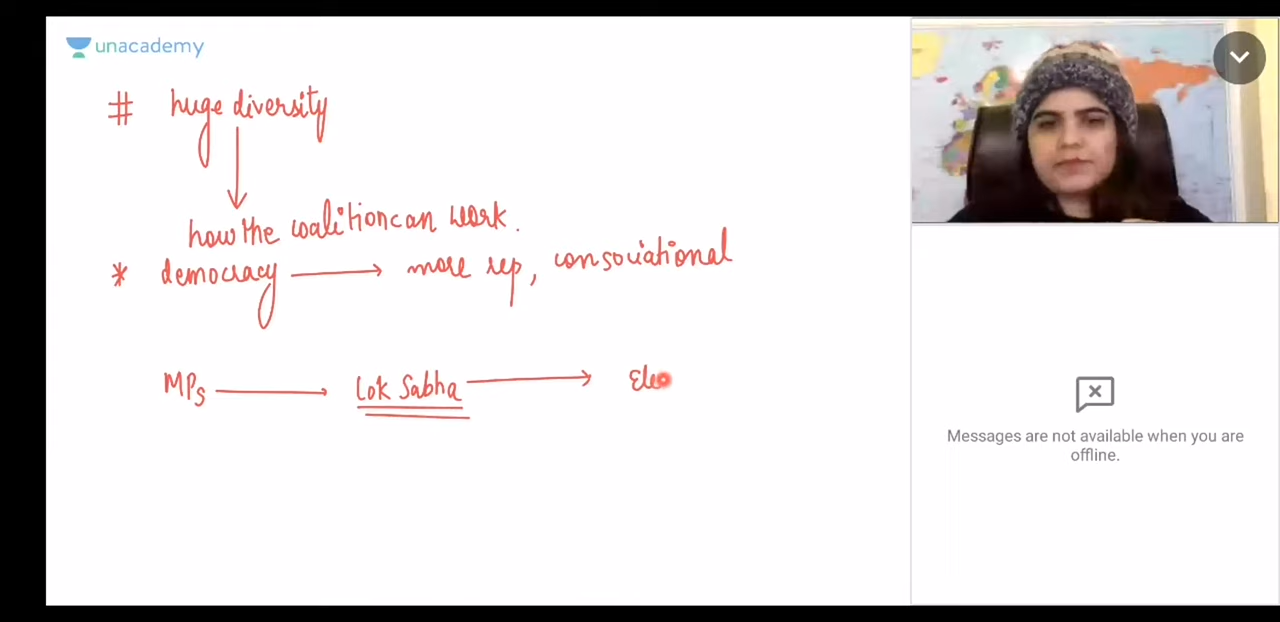 unacademy
# huge diversity
how the coalition can work.
* democracy → more rep, consociational
MPs → Lok Sabha → Elec
Messages are not available when you are
offline.